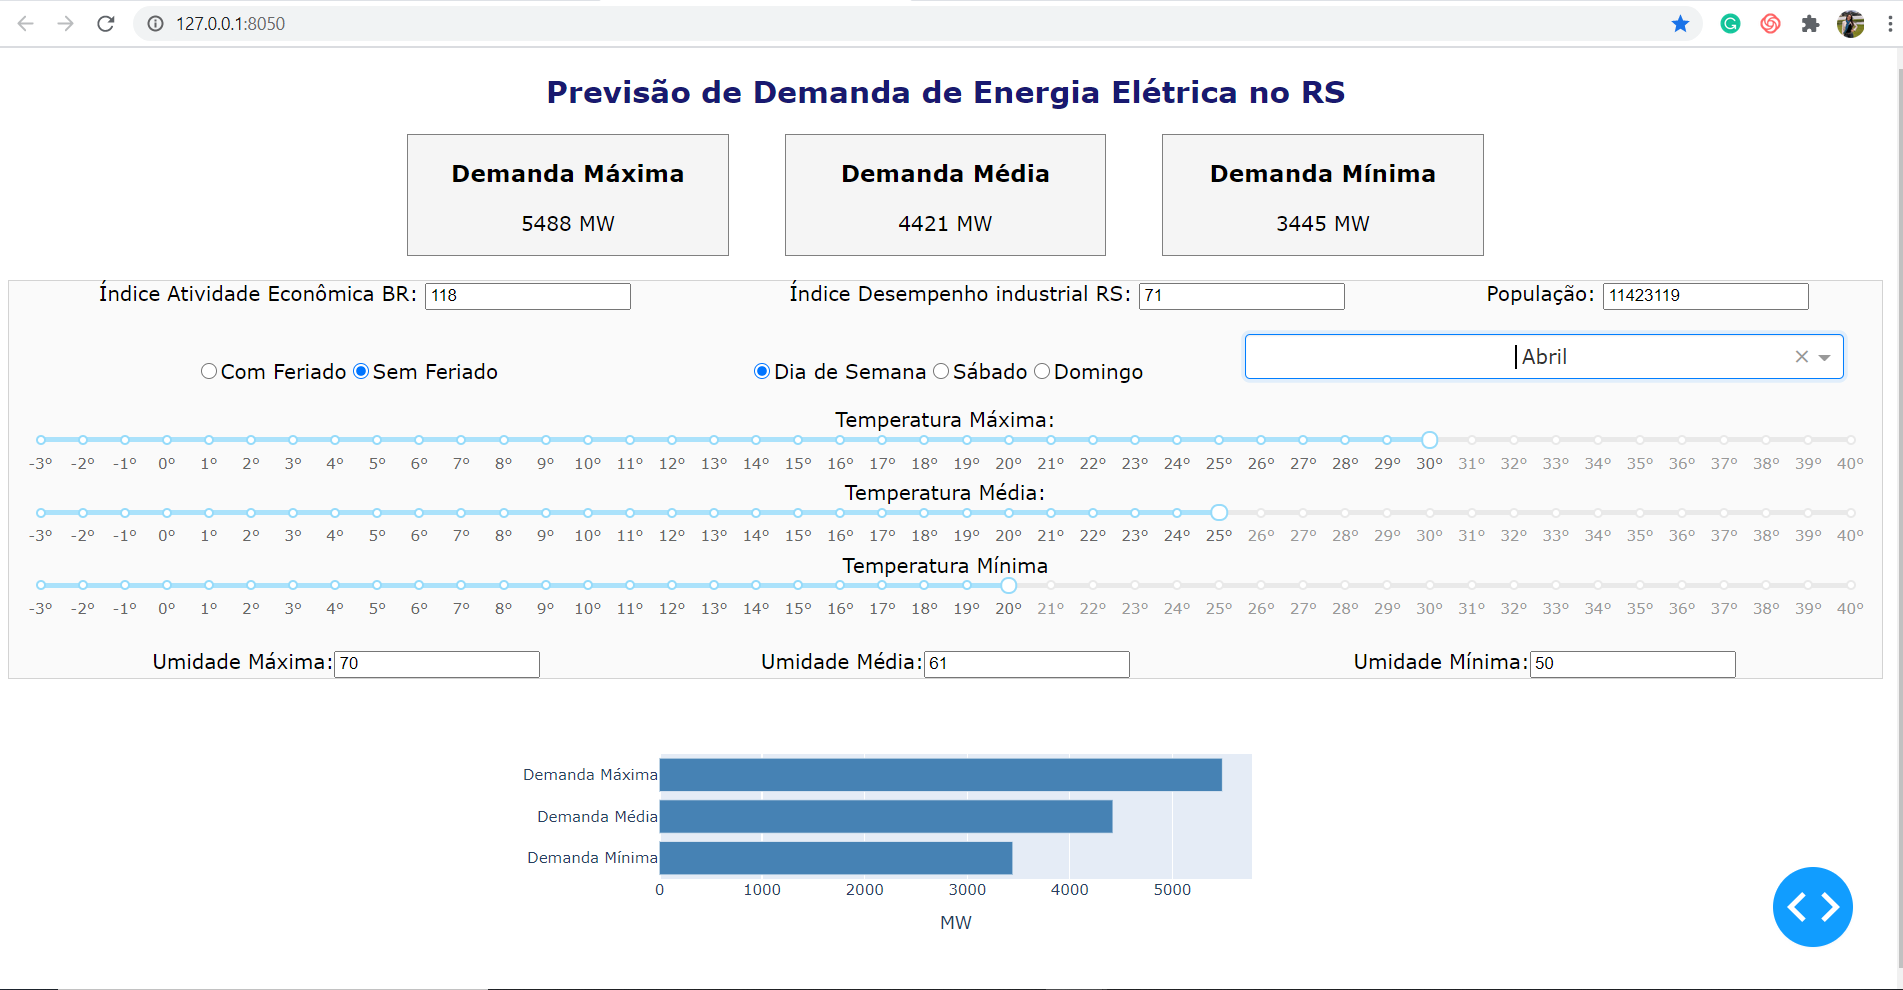 127.0.0.1:8050
Previsão de Demanda de Energia Elétrica no RS
Demanda Máxima
5488 MW
Demanda Média
4421 MW
Demanda Mínima
3445 MW
Índice Atividade Econômica BR: 118
Índice Desempenho industrial RS: 71
População: 11423119
Com Feriado Sem Feriado
Dia de Semana Sábado Domingo
Abril
Temperatura Máxima:
-3º -2º -1º 0º 1º 2º 3º 4º 5º 6º 7º 8º 9º 10º 11º 12º 13º 14º 15º 16º 17º 18º 19º 20º 21º 22º 23º 24º 25º 26º 27º 28º 29º 30º 31º 32º 33º 34º 35º 36º 37º 38º 39º 40º
Temperatura Média:
-3º -2º -1º 0º 1º 2º 3º 4º 5º 6º 7º 8º 9º 10º 11º 12º 13º 14º 15º 16º 17º 18º 19º 20º 21º 22º 23º 24º 25º 26º 27º 28º 29º 30º 31º 32º 33º 34º 35º 36º 37º 38º 39º 40º
Temperatura Mínima
-3º -2º -1º 0º 1º 2º 3º 4º 5º 6º 7º 8º 9º 10º 11º 12º 13º 14º 15º 16º 17º 18º 19º 20º 21º 22º 23º 24º 25º 26º 27º 28º 29º 30º 31º 32º 33º 34º 35º 36º 37º 38º 39º 40º
Umidade Máxima: 70
Umidade Média: 61
Umidade Mínima: 50
Demanda Máxima
Demanda Média
Demanda Mínima
0 1000 2000 3000 4000 5000
MW